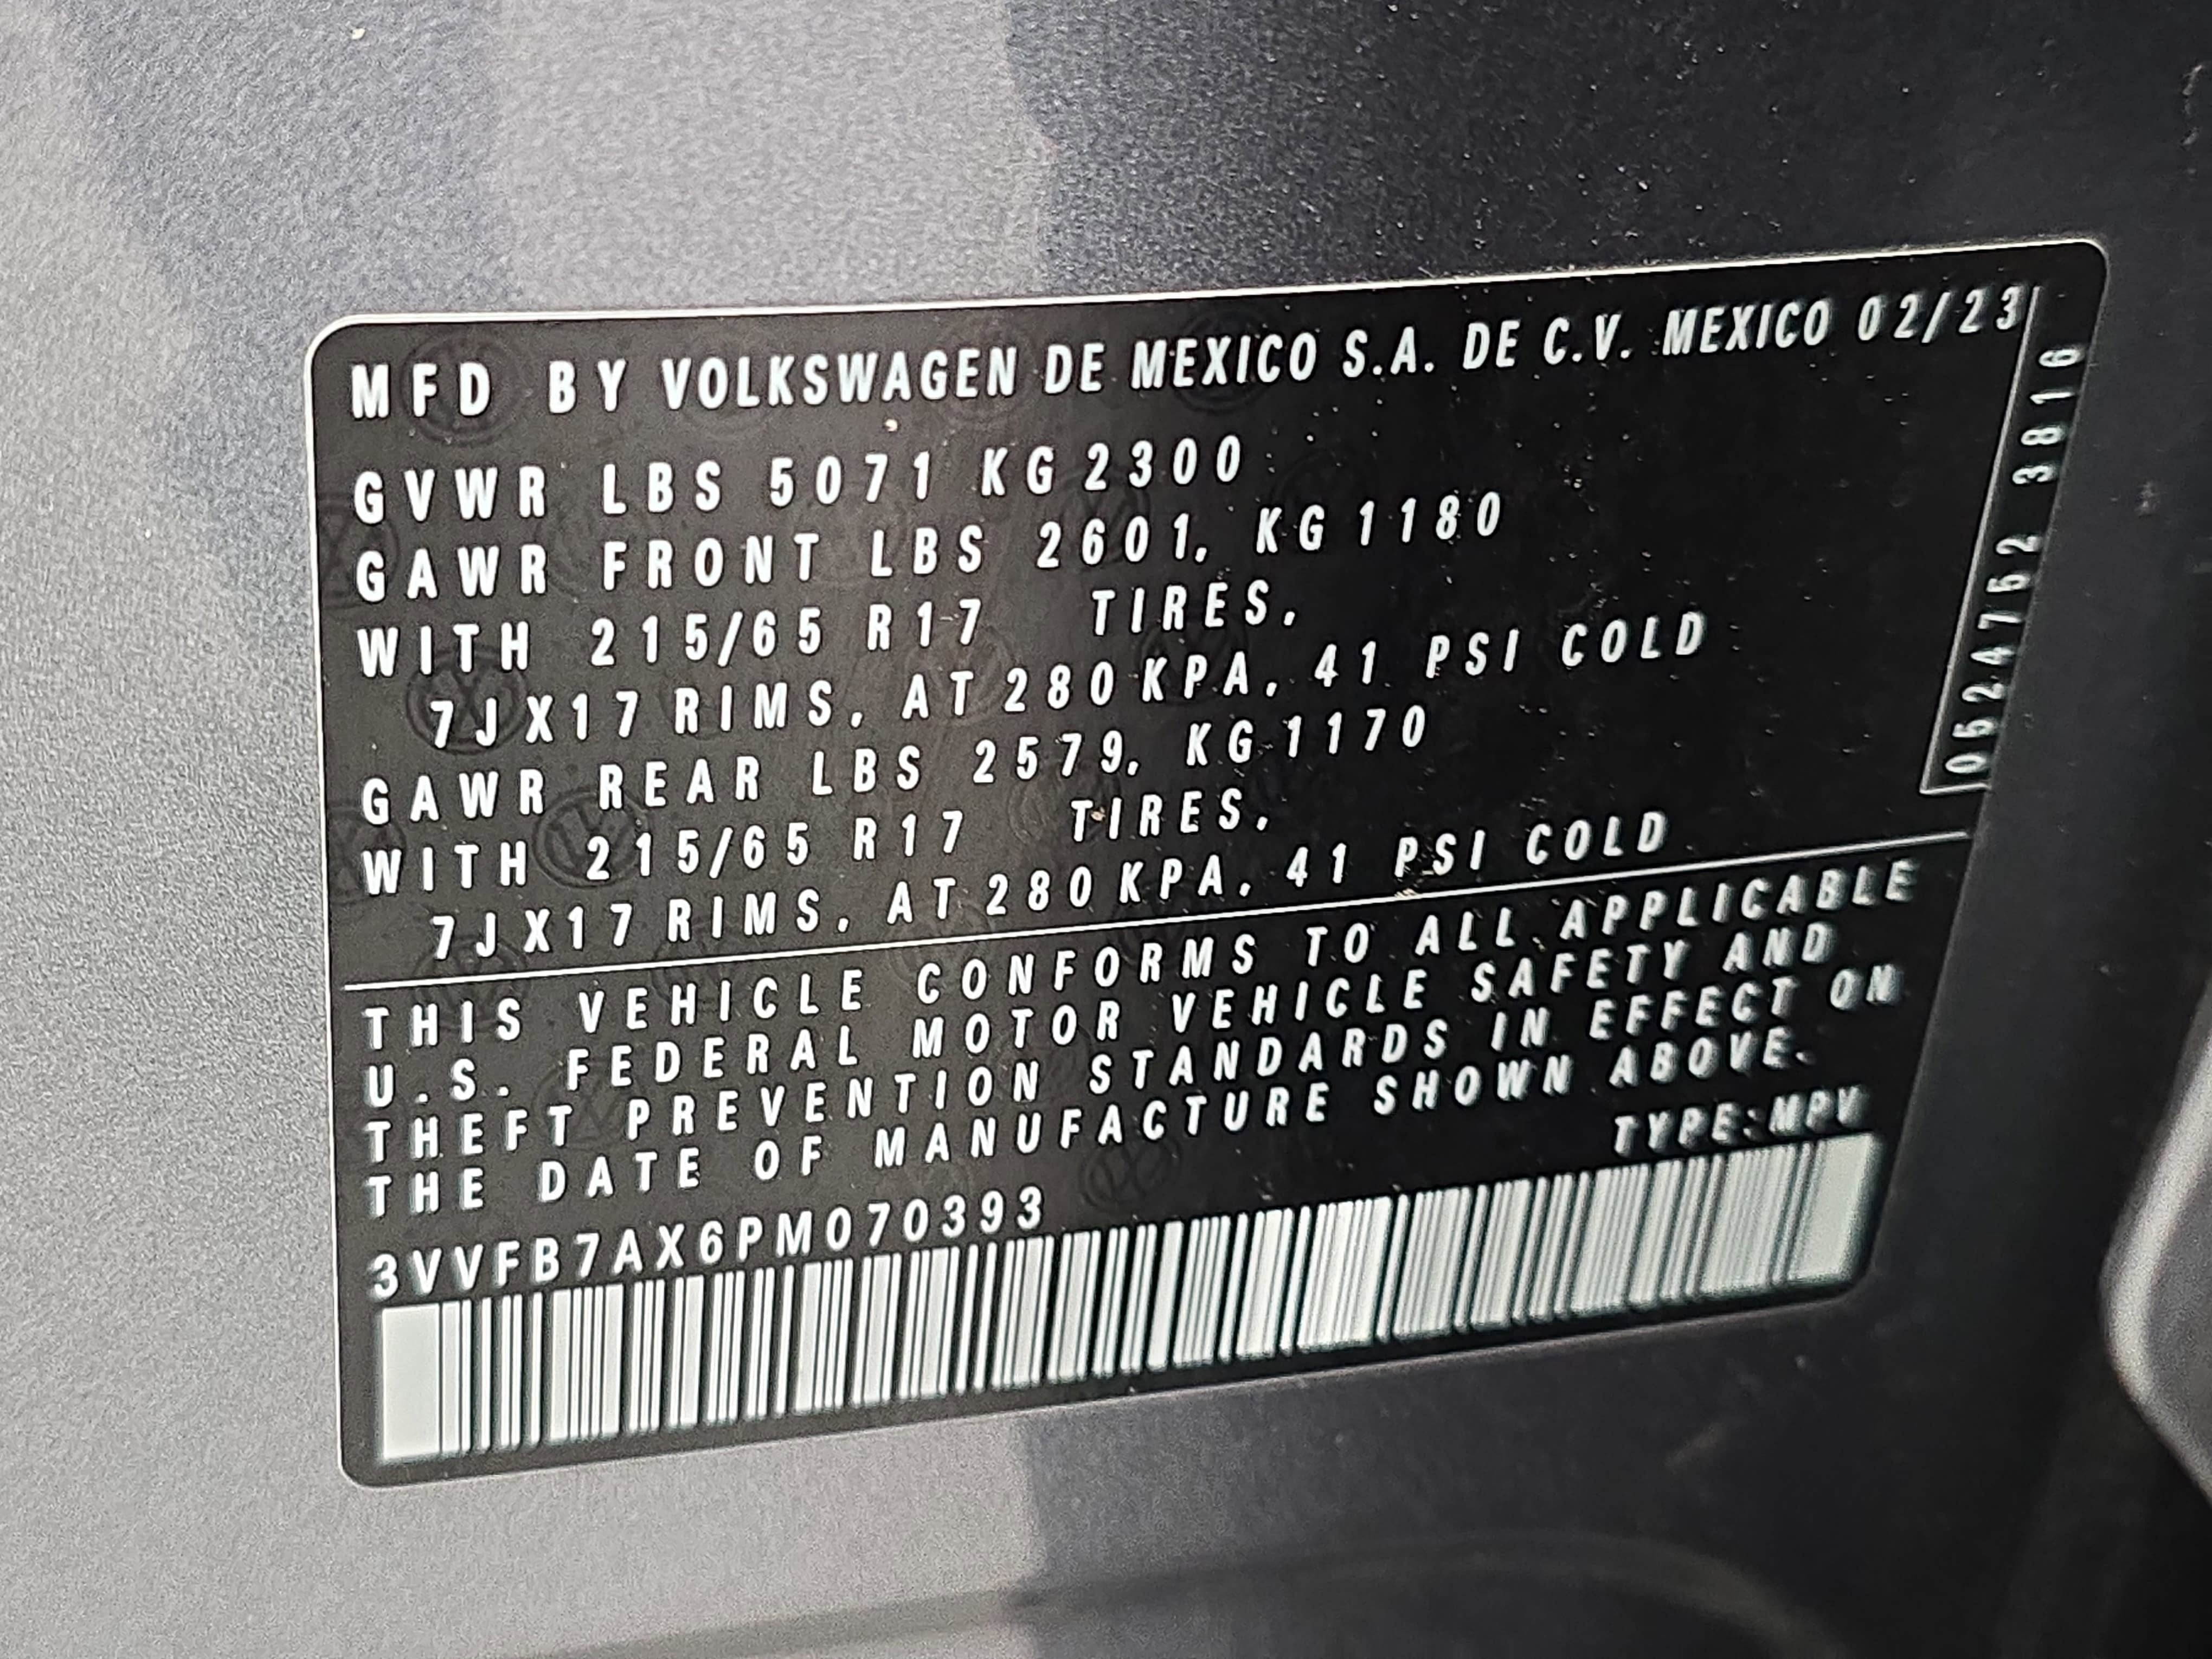 MFD BY VOLKSWAGEN DE MEXICO S.A. DE C.V. MEXICO 02/23
GVWR LBS 5071 KG 2300
GAWR FRONT LBS 2601, KG 1180
WITH 215/65 R17 TIRES,
7JX17 RIMS, AT 280 KPA, 41 PSI COLD
GAWR REAR LBS 2579, KG 1170
WITH 215/65 R17 TIRES,
7JX17 RIMS, AT 280 KPA, 41 PSI COLD
0524752 3816
THIS VEHICLE CONFORMS TO ALL APPLICABLE
U.S. FEDERAL MOTOR VEHICLE SAFETY AND
THEFT PREVENTION STANDARDS IN EFFECT ON
THE DATE OF MANUFACTURE SHOWN ABOVE.
TYPE:MPV
3VVFB7AX6PM070393